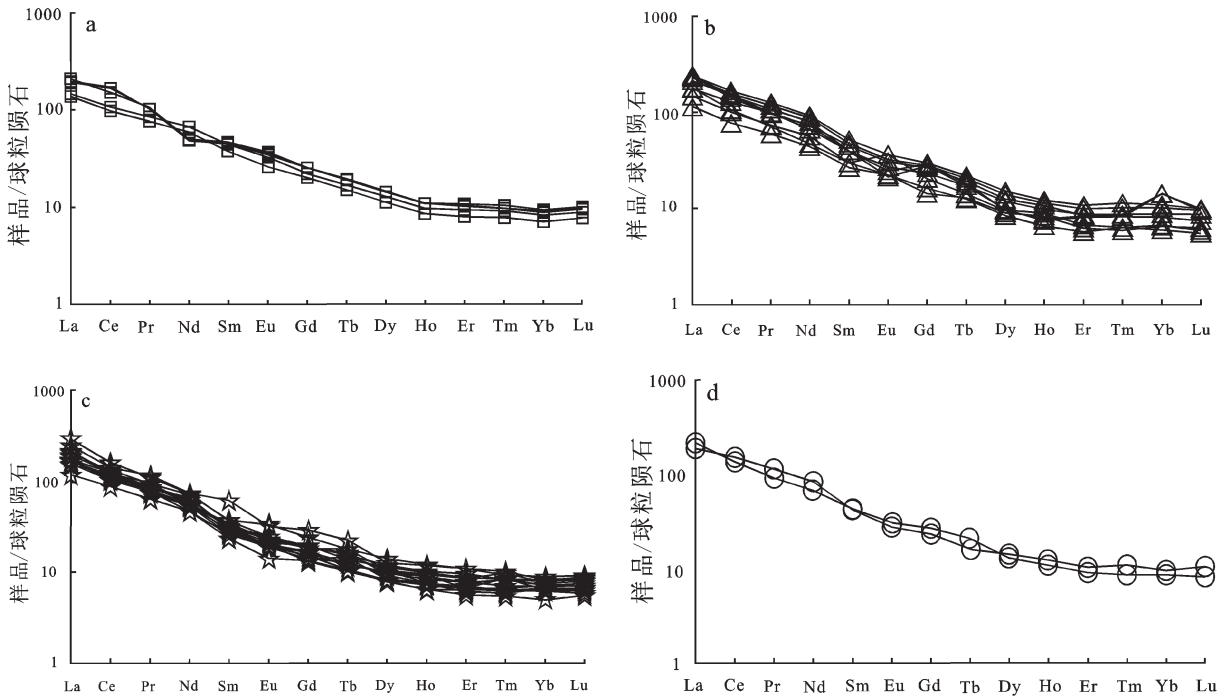 1000
a
100
10
1
样品/球粒陨石
La Ce Pr Nd Sm Eu Gd Tb Dy Ho Er Tm Yb Lu
1000
b
100
10
1
样品/球粒陨石
La Ce Pr Nd Sm Eu Gd Tb Dy Ho Er Tm Yb Lu
1000
c
100
10
1
样品/球粒陨石
La Ce Pr Nd Sm Eu Gd Tb Dy Ho Er Tm Yb Lu
1000
d
100
10
1
样品/球粒陨石
La Ce Pr Nd Sm Eu Gd Tb Dy Ho Er Tm Yb Lu